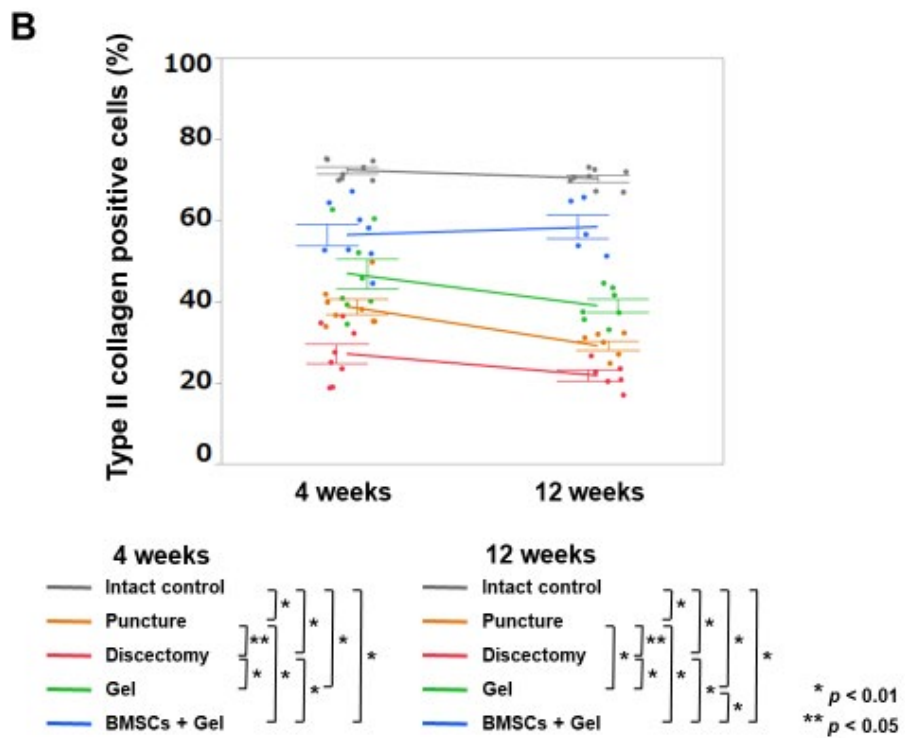 B
Type II collagen positive cells (%)
100
80
60
40
20
0
4 weeks 12 weeks
4 weeks
Intact control
Puncture
Discectomy
Gel
BMSCs + Gel
*
*
*
*
**
*
*
*
12 weeks
Intact control
Puncture
Discectomy
Gel
BMSCs + Gel
*
*
*
*
*
**
*
*
*
*
* p < 0.01
** p < 0.05